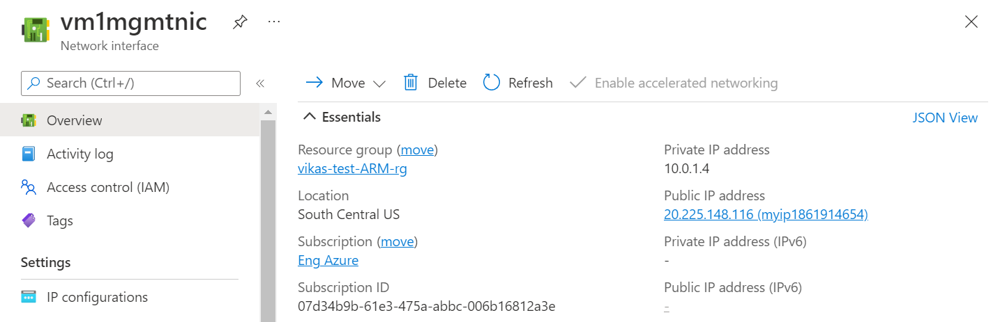 vm1mgmtnic
...
Network interface
Search (Ctrl+/)
«
Move
Delete
Refresh
Enable accelerated networking
Overview
Activity log
Access control (IAM)
Tags
Settings
IP configurations
Essentials
JSON View
Resource group (move)
vikas-test-ARM-rg
Location
South Central US
Subscription (move)
Eng Azure
Subscription ID
07d34b9b-61e3-475a-abbc-006b16812a3e
Private IP address
10.0.1.4
Public IP address
20.225.148.116 (myip1861914654)
Private IP address (IPv6)
-
Public IP address (IPv6)
-